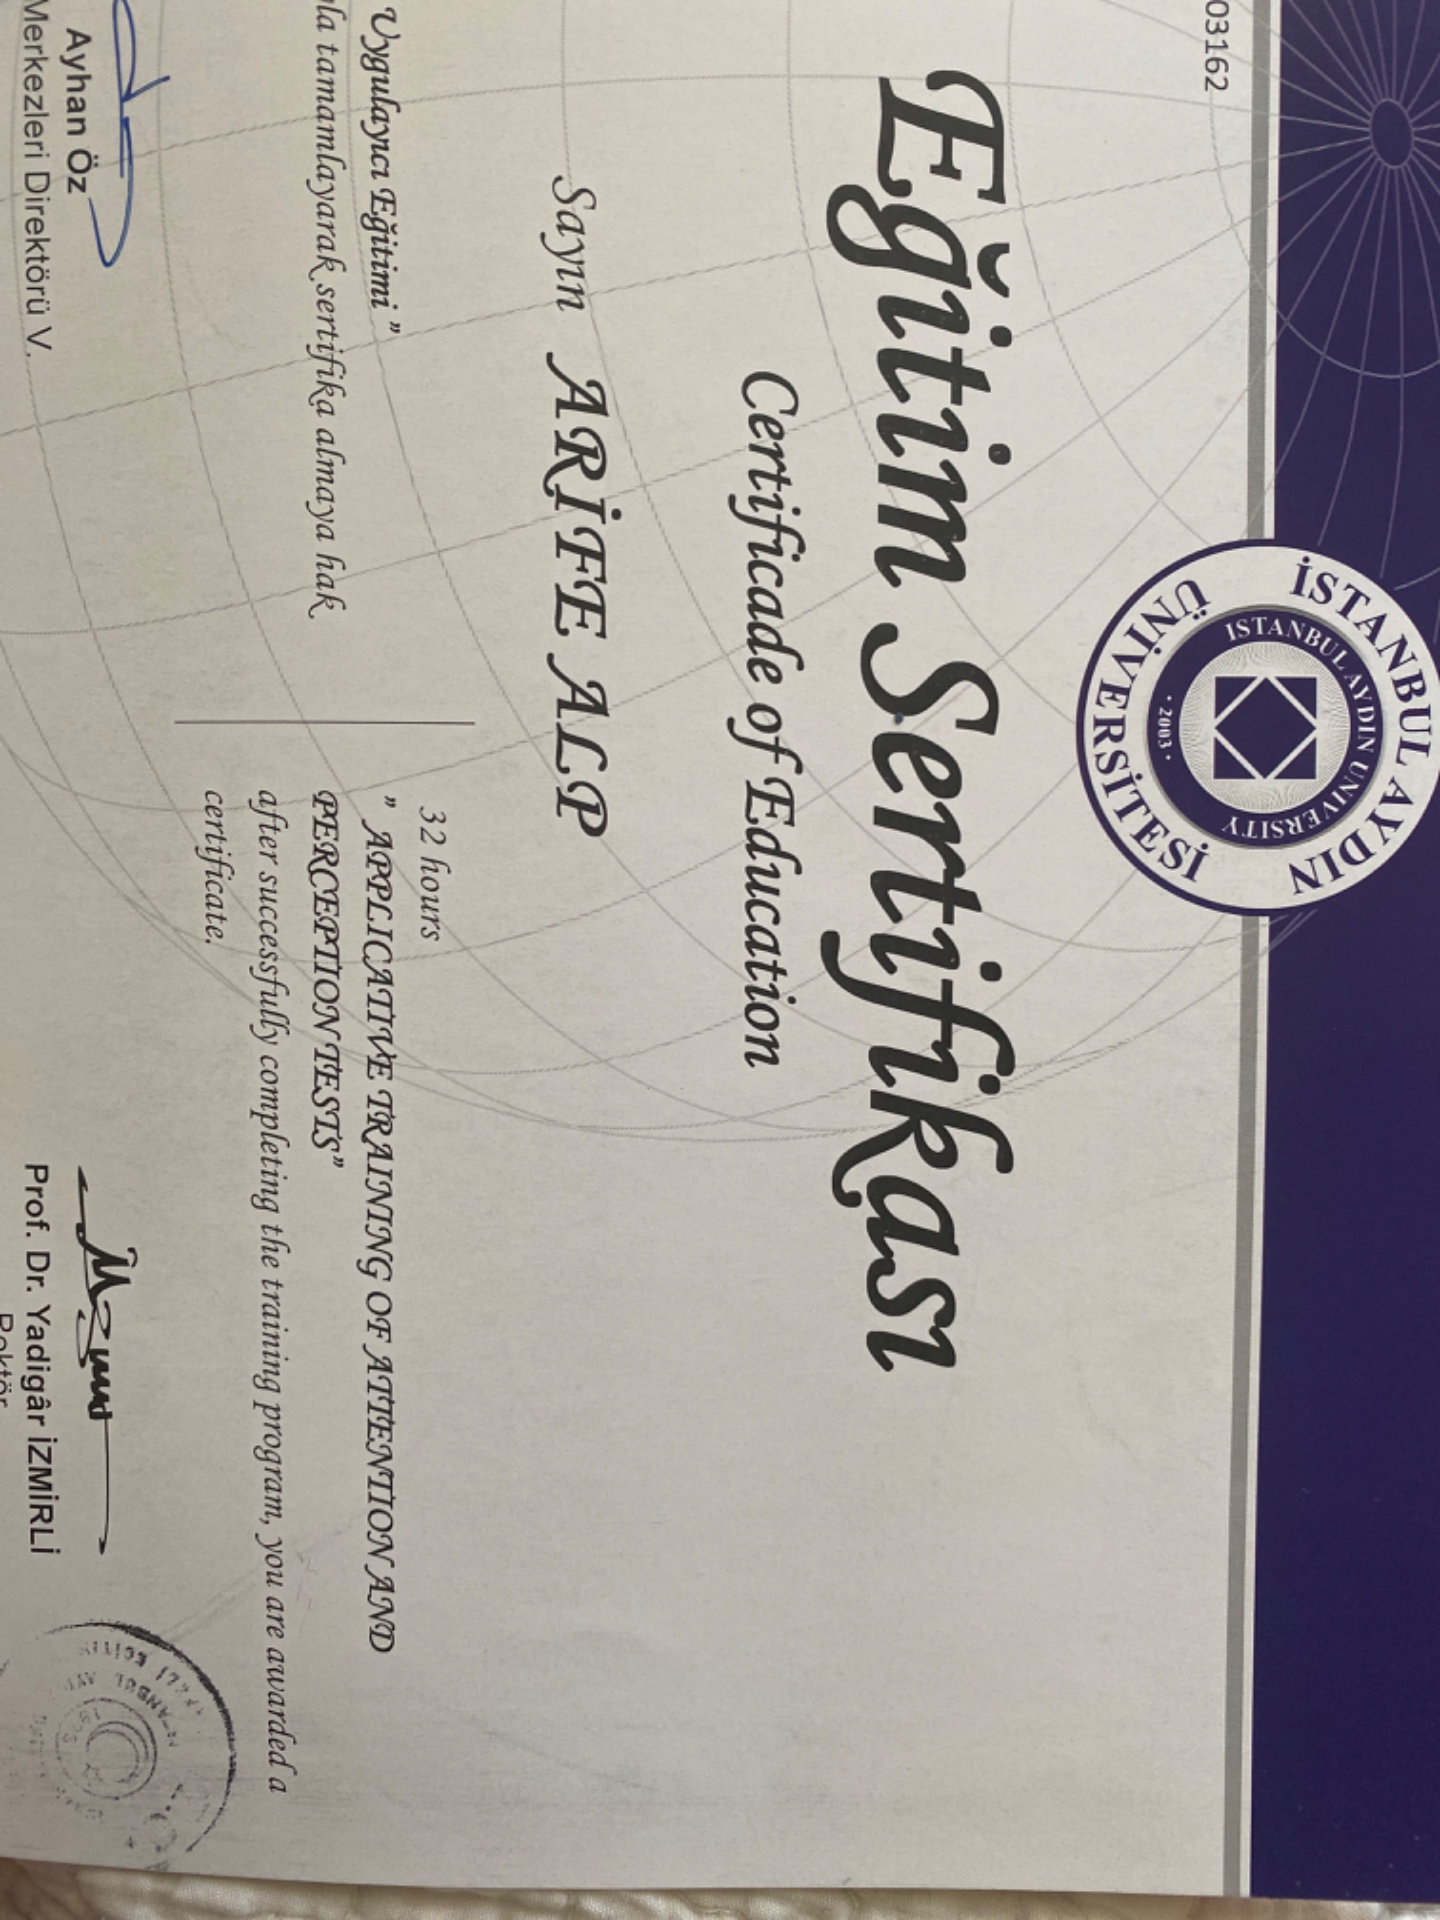 03162
İSTANBUL AYDIN ÜNİVERSİTESİ
ISTANBUL AYDIN UNIVERSITY
· 2003 ·
Eğitim Sertifikası
Certificade of Education
Sayın ARİFE ALP
Uygulayıcı Eğitimi"
la tamamlayarak sertifika almaya hak
32 hours
" APPLICATIVE TRAINING OF ATTENTION AND
PERCEPTION TESTS"
after successfully completing the training program, you are awarded a
certificate.
Ayhan Öz
Merkezleri Direktörü V.
Prof. Dr. Yadigâr İZMİRLİ
Rektör